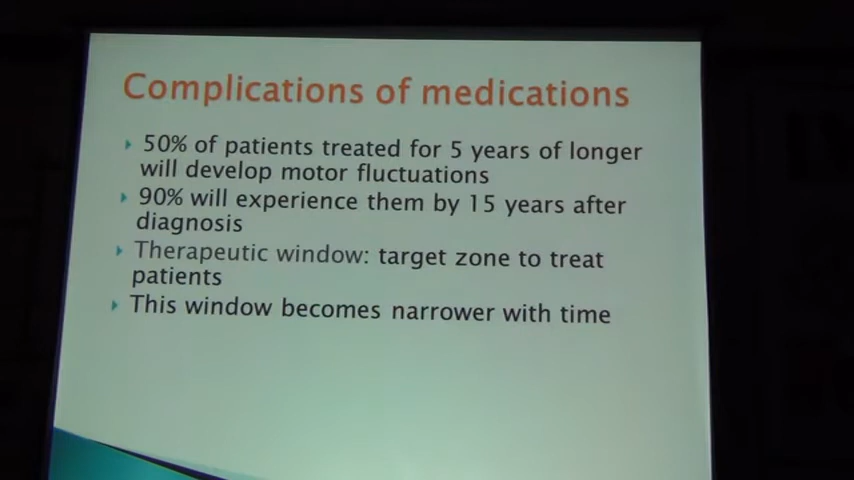 Complications of medications
50% of patients treated for 5 years of longer
will develop motor fluctuations
90% will experience them by 15 years after
diagnosis
Therapeutic window: target zone to treat
patients
This window becomes narrower with time